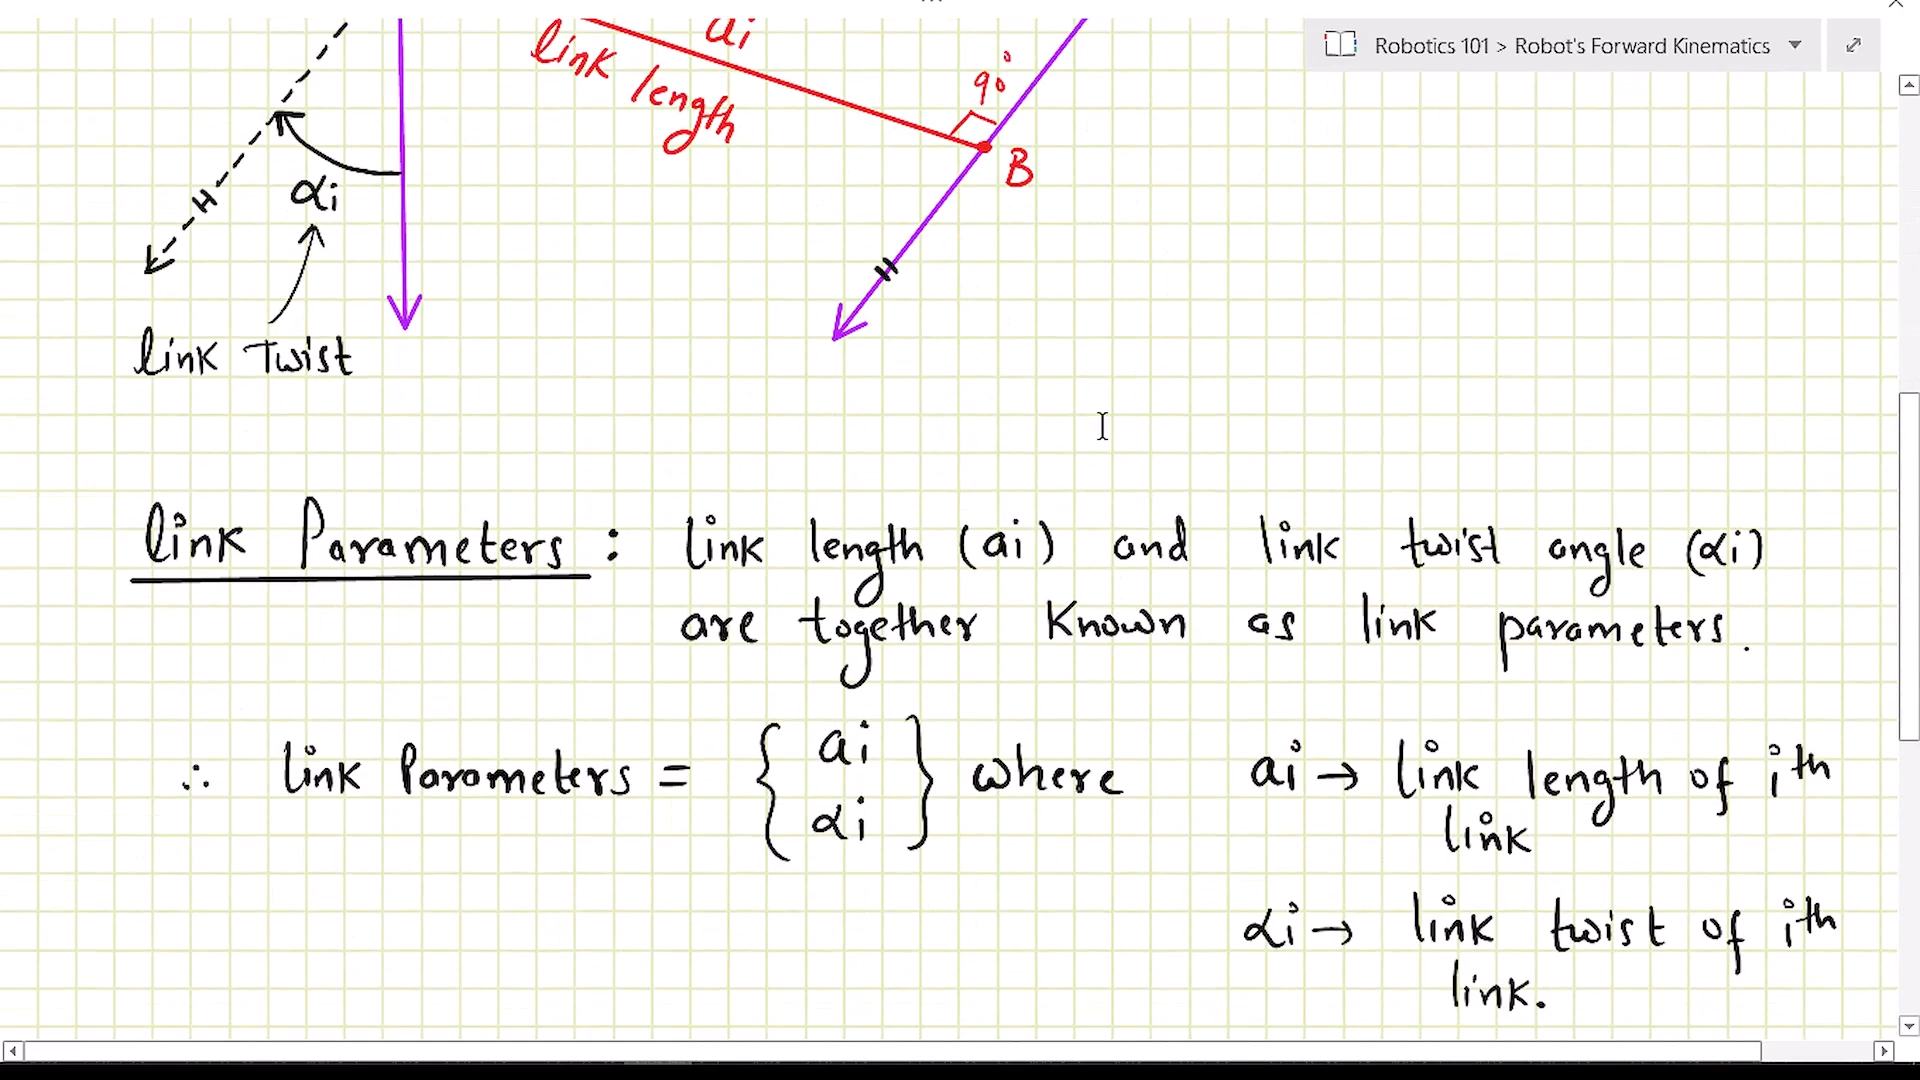 Robotics 101 > Robot's Forward Kinematics
ai
link length
90°
B
αi
link Twist
link Parameters : link length (ai) and link twist angle (αi)
are together known as link parameters.
∴ link Parameters = { ai αi } where ai → link length of ith
link
αi → link twist of ith
link.